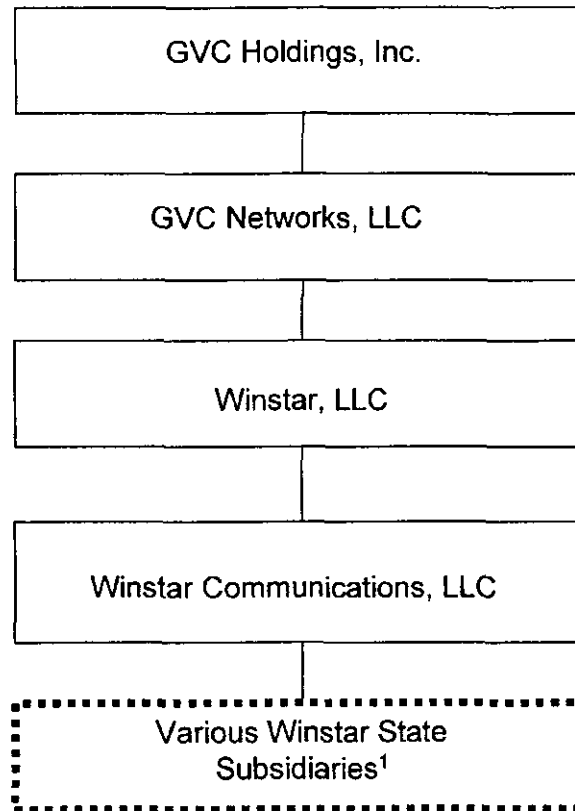 GVC Holdings, Inc.
GVC Networks, LLC
Winstar, LLC
Winstar Communications, LLC
Various Winstar State
Subsidiaries¹